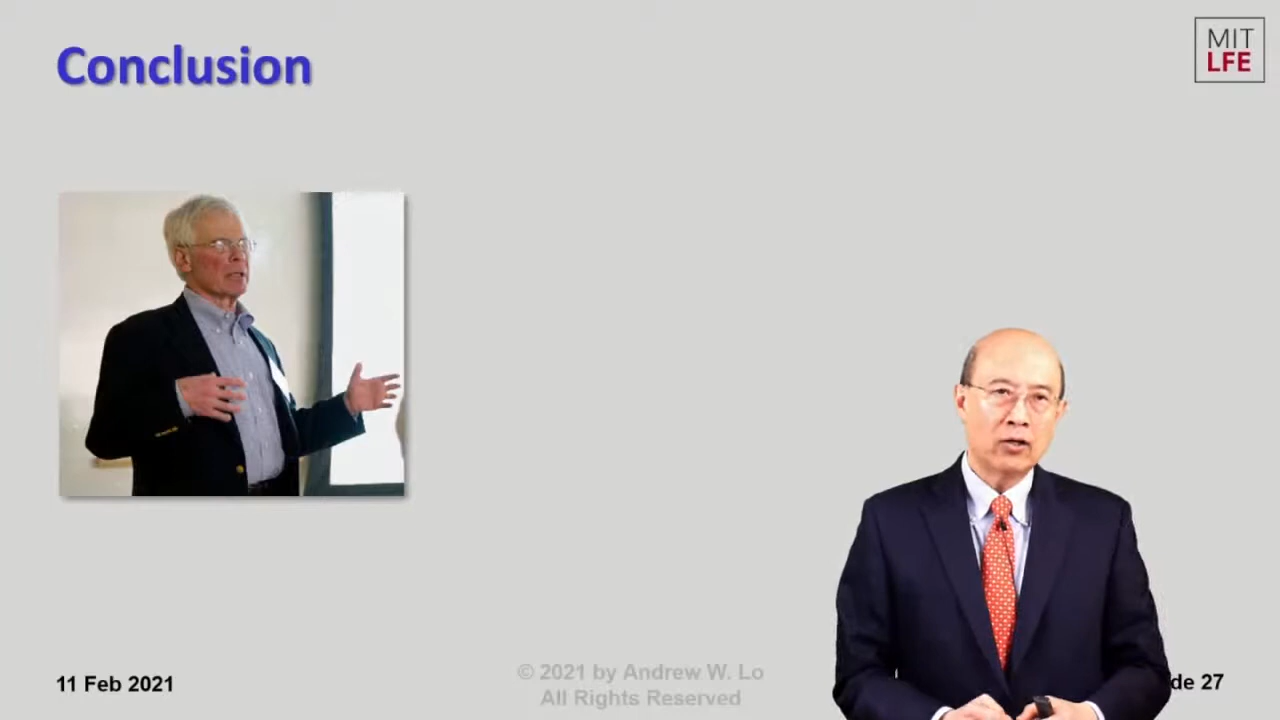 Conclusion
MIT
LFE
11 Feb 2021
© 2021 by Andrew W. Lo
All Rights Reserved
de 27